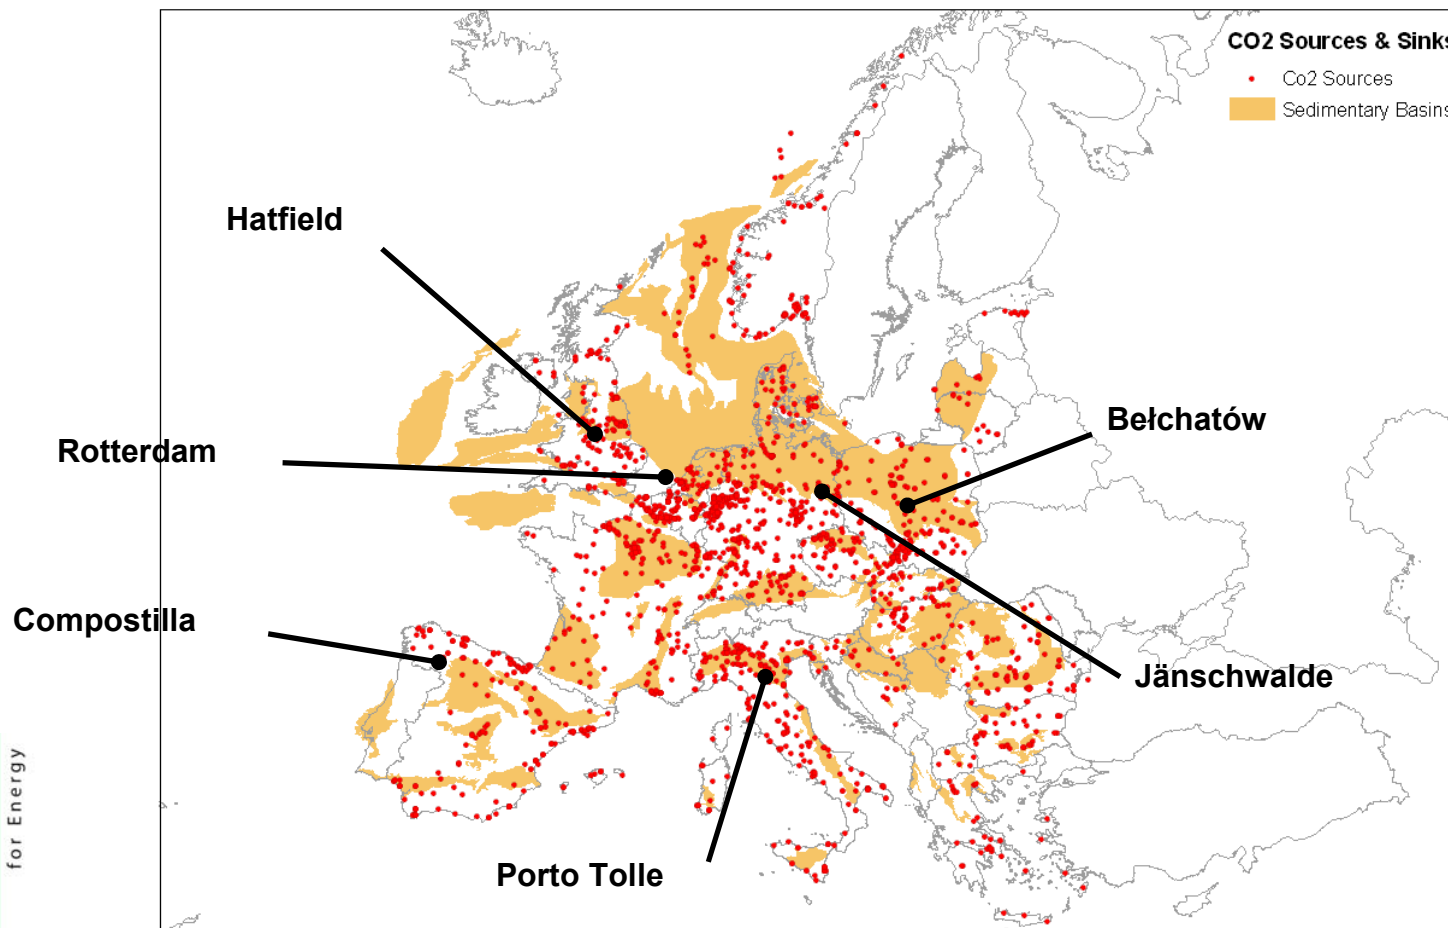 CO2 Sources & Sinks
Co2 Sources
Sedimentary Basins
Hatfield
Bełchatów
Rotterdam
Compostilla
Jänschwalde
for Energy
Porto Tolle